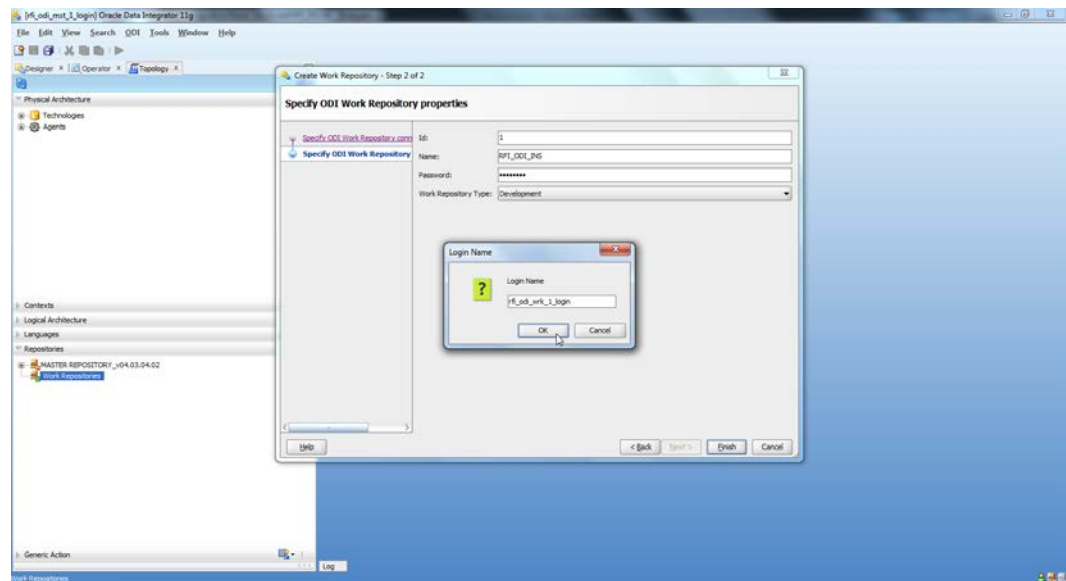 [rfi_odi_mst_1_login] Oracle Data Integrator 11g
File Edit View Search ODI Tools Window Help
Designer Operator Topology
Physical Architecture
Technologies
Agents
Contexts
Logical Architecture
Languages
Repositories
MASTER REPOSITORY_v04.03.04.02
Work Repositories
Generic Action
Log
Work Repositories
Create Work Repository - Step 2 of 2
Specify ODI Work Repository properties
Specify ODI Work Repository conn
Specify ODI Work Repository
Id: 1
Name: RFI_ODI_INS
Password: ••••••••
Work Repository Type: Development
Login Name
?
Login Name
rfi_odi_wrk_1_login
OK Cancel
Help < Back Next > Finish Cancel